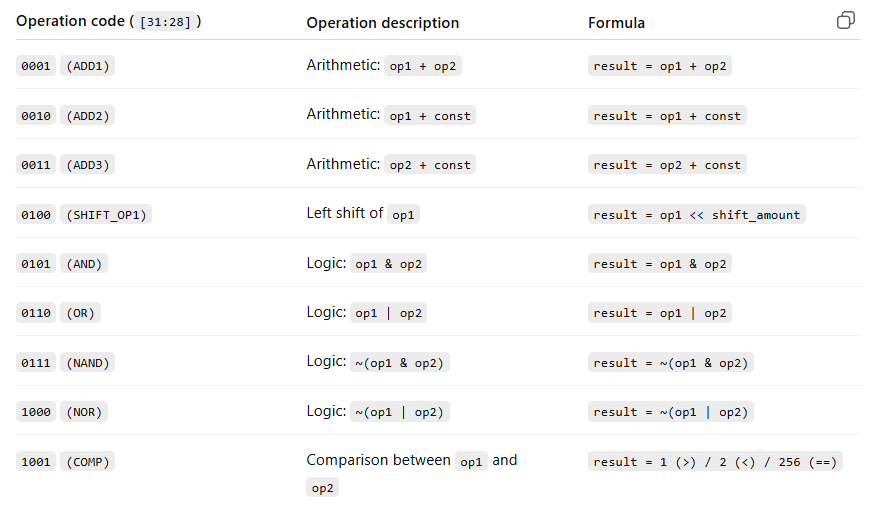 Operation code ( [31:28] ) Operation description Formula
0001 (ADD1) Arithmetic: op1 + op2 result = op1 + op2
0010 (ADD2) Arithmetic: op1 + const result = op1 + const
0011 (ADD3) Arithmetic: op2 + const result = op2 + const
0100 (SHIFT_OP1) Left shift of op1 result = op1 << shift_amount
0101 (AND) Logic: op1 & op2 result = op1 & op2
0110 (OR) Logic: op1 | op2 result = op1 | op2
0111 (NAND) Logic: ~(op1 & op2) result = ~(op1 & op2)
1000 (NOR) Logic: ~(op1 | op2) result = ~(op1 | op2)
1001 (COMP) Comparison between op1 and result = 1 (>) / 2 (<) / 256 (==)
op2